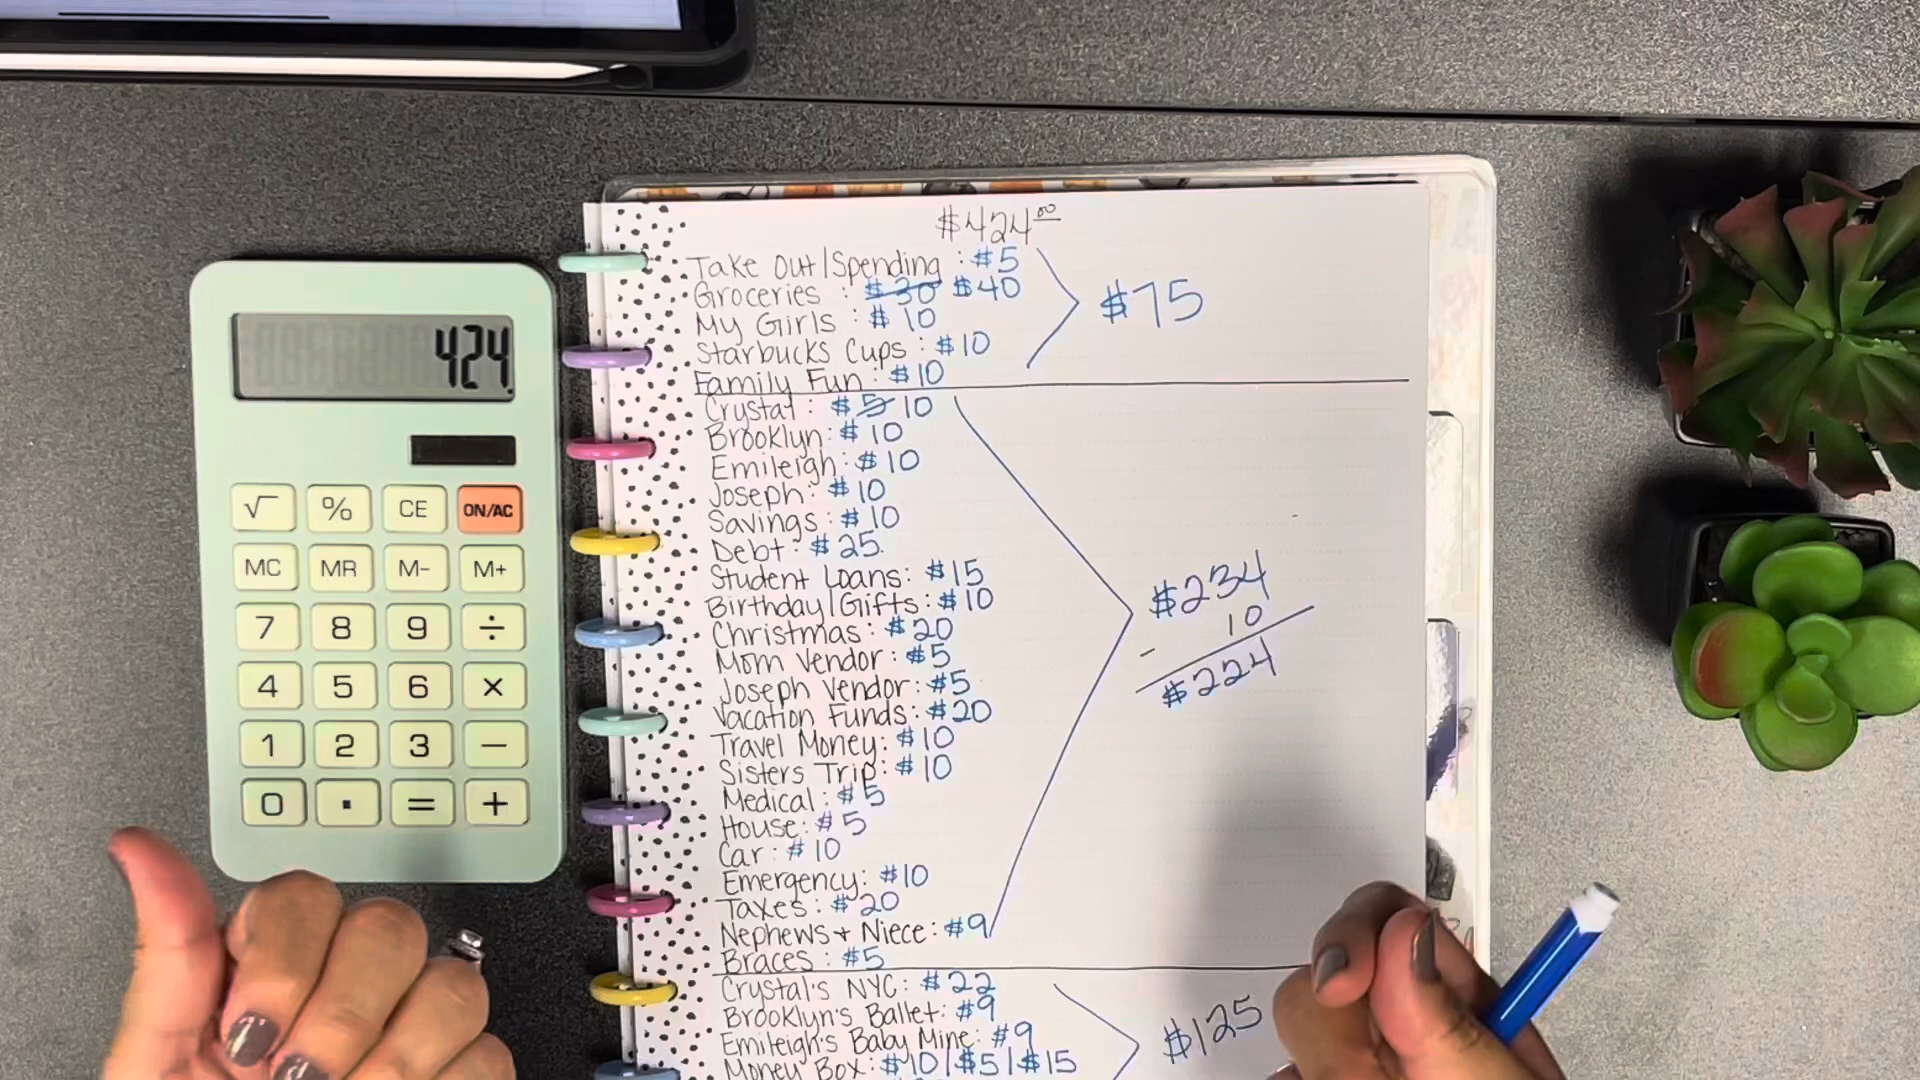 $424.00
Take Out/Spending : $5
Groceries : $30 $40
My Girls : $10
Starbucks Cups : $10
Family Fun : $10
$75
Crystal : $5 10
Brooklyn: $10
Emileigh: $10
Joseph: $10
Savings: $10
Debt: $25
Student Loans: $15
Birthday/Gifts: $10
Christmas: $20
Mom Vendor: $5
Joseph Vendor: $5
Vacation Funds: $20
Travel Money: $10
Sisters Trip: $10
Medical: $5
House: $5
Car: $10
Emergency: $10
Taxes: $20
Nephews + Niece: $9
Braces: $5
$234
- 10
$224
Crystal's NYC: $22
Brooklyn's Ballet: $9
Emileigh's Baby Mine: $9
Money Box: $10/$5/$15
$125
424.
√ % CE ON/AC
MC MR M- M+
7 8 9 ÷
4 5 6 ×
1 2 3 −
0 . = +